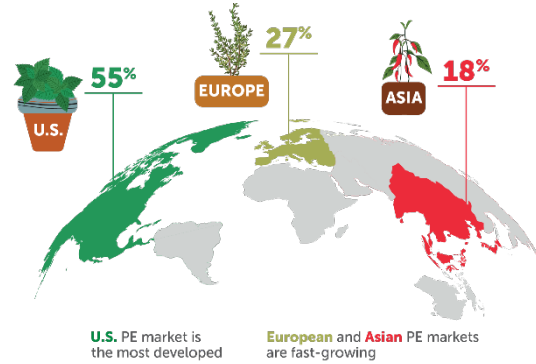 55%
27%
18%
U.S.
EUROPE
ASIA
U.S. PE market is
the most developed
European and Asian PE markets
are fast-growing